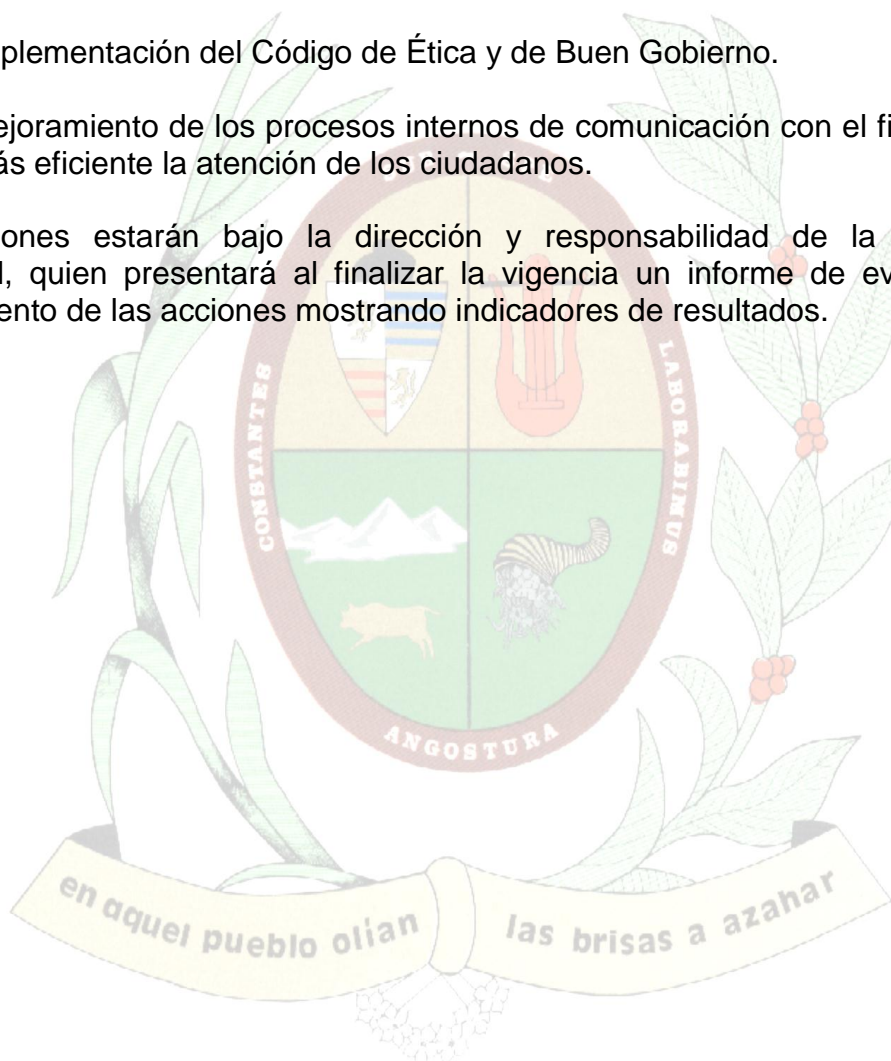 plementación del Código de Ética y de Buen Gobierno.
ejoramiento de los procesos internos de comunicación con el fi
ás eficiente la atención de los ciudadanos.
ones estarán bajo la dirección y responsabilidad de la
l, quien presentará al finalizar la vigencia un informe de ev
ento de las acciones mostrando indicadores de resultados.
CONSTANTES
LABORABIMUS
ANGOSTURA
en aquel pueblo olían las brisas a azahar